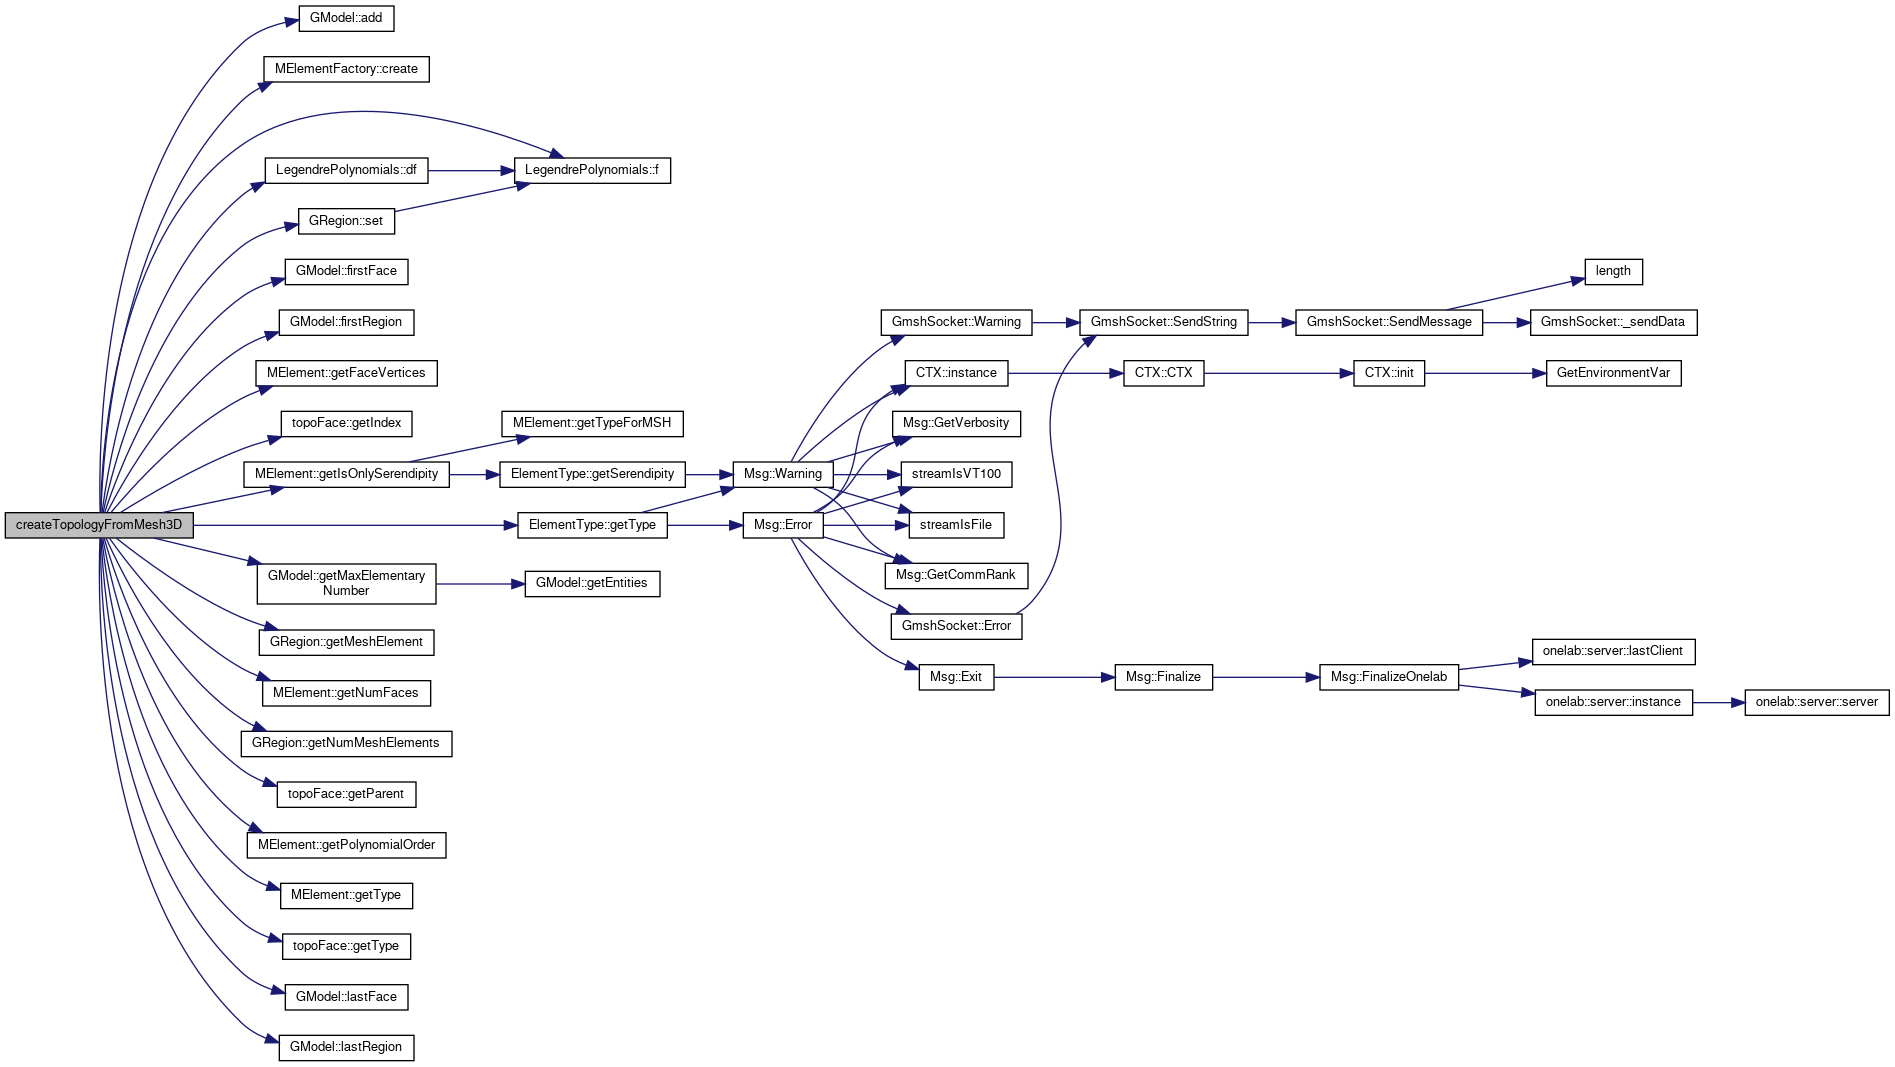 GModel::add
MElementFactory::create
LegendrePolynomials::df
LegendrePolynomials::f
GRegion::set
GModel::firstFace
length
GModel::firstRegion
GmshSocket::Warning
GmshSocket::SendString
GmshSocket::SendMessage
GmshSocket::_sendData
MElement::getFaceVertices
CTX::instance
CTX::CTX
CTX::init
GetEnvironmentVar
topoFace::getIndex
MElement::getTypeForMSH
Msg::GetVerbosity
MElement::getIsOnlySerendipity
ElementType::getSerendipity
Msg::Warning
streamIsVT100
createTopologyFromMesh3D
ElementType::getType
Msg::Error
streamIsFile
GModel::getMaxElementary
Number
GModel::getEntities
Msg::GetCommRank
GRegion::getMeshElement
GmshSocket::Error
onelab::server::lastClient
MElement::getNumFaces
Msg::Exit
Msg::Finalize
Msg::FinalizeOnelab
onelab::server::instance
onelab::server::server
GRegion::getNumMeshElements
topoFace::getParent
MElement::getPolynomialOrder
MElement::getType
topoFace::getType
GModel::lastFace
GModel::lastRegion